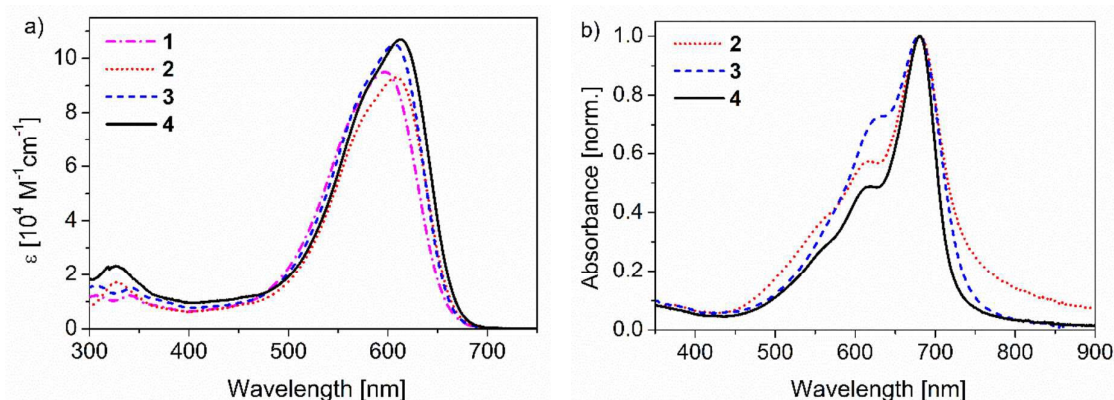 a)
1
2
3
4
10
8
6
4
2
0
ε [10⁴ M⁻¹cm⁻¹]
300 400 500 600 700
Wavelength [nm]
b)
2
3
4
1.0
0.8
0.6
0.4
0.2
0.0
Absorbance [norm.]
400 500 600 700 800 900
Wavelength [nm]